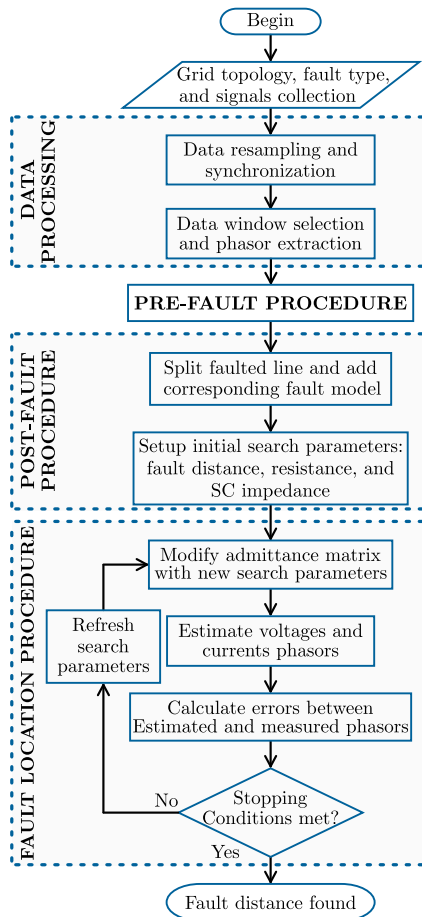 Begin
Grid topology, fault type,
and signals collection
DATA
PROCESSING
Data resampling and
synchronization
Data window selection
and phasor extraction
PRE-FAULT PROCEDURE
POST-FAULT
PROCEDURE
Split faulted line and add
corresponding fault model
Setup initial search parameters:
fault distance, resistance, and
SC impedance
FAULT LOCATION PROCEDURE
Modify admittance matrix
with new search parameters
Refresh
search
parameters
Estimate voltages and
currents phasors
Calculate errors between
Estimated and measured phasors
No
Stopping
Conditions met?
Yes
Fault distance found